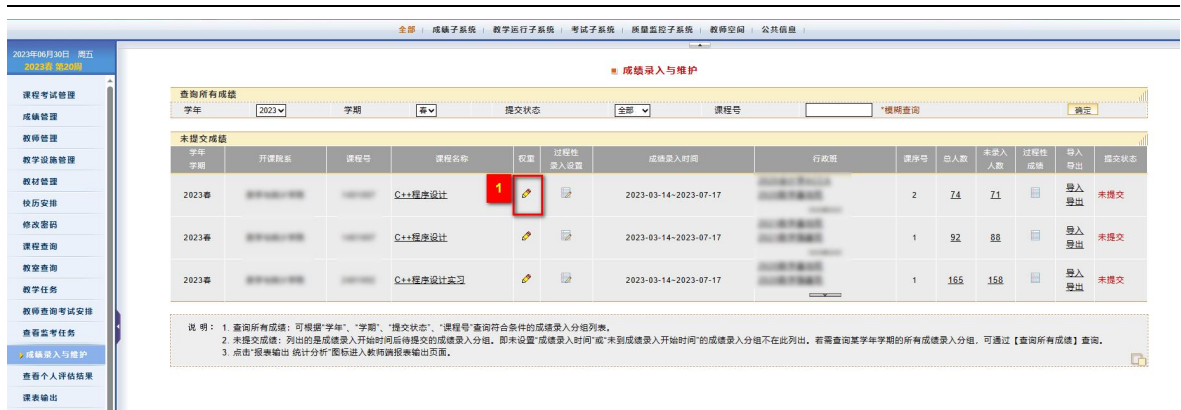 全部 成绩子系统 教学运行子系统 考试子系统 质量监控子系统 教师空间 公共信息
2023年06月30日 周五
2023春 第20周
课程考试管理
成绩管理
教师管理
教学设施管理
教材管理
校历安排
修改密码
课程查询
教室查询
教学任务
教师查询考试安排
查看监考任务
成绩录入与维护
查看个人评估结果
课表输出
成绩录入与维护
查询所有成绩
学年 2023 学期 春 提交状态 全部 课程号 *模糊查询 确定
未提交成绩
学年学期 开课院系 课程号 课程名称 权重 过程性录入设置 成绩录入时间 行政班 课序号 总人数 未录入人数 过程性成绩 导入导出 提交状态
2023春 C++程序设计 1 2023-03-14~2023-07-17 2 74 71 导入 导出 未提交
2023春 C++程序设计 2023-03-14~2023-07-17 1 92 88 导入 导出 未提交
2023春 C++程序设计实习 2023-03-14~2023-07-17 1 165 158 导入 导出 未提交
说 明： 1. 查询所有成绩：可根据"学年"、"学期"、"提交状态"、"课程号"查询符合条件的成绩录入分组列表。
2. 未提交成绩：列出的是成绩录入开始时间后待提交的成绩录入分组。即未设置"成绩录入时间"或"未到成绩录入开始时间"的成绩录入分组不在此列出。若需查询某学年学期的所有成绩录入分组，可通过【查询所有成绩】查询。
3. 点击"报表输出 统计分析"图标进入教师端报表输出页面。